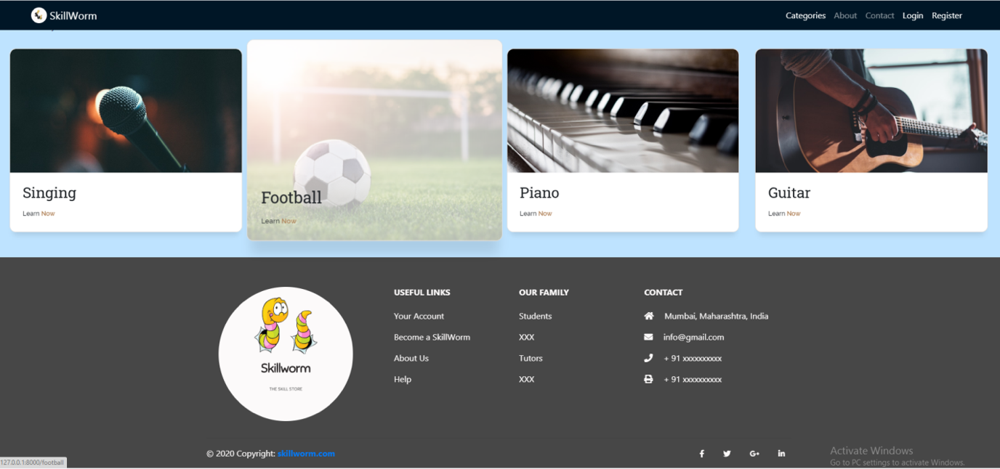 SkillWorm
Categories About Contact Login Register
Singing
Learn Now
Football
Learn Now
Piano
Learn Now
Guitar
Learn Now
Skillworm
THE SKILL STORE
USEFUL LINKS
Your Account
Become a SkillWorm
About Us
Help
OUR FAMILY
Students
XXX
Tutors
XXX
CONTACT
Mumbai, Maharashtra, India
info@gmail.com
+ 91 xxxxxxxxxx
+ 91 xxxxxxxxxx
© 2020 Copyright: skillworm.com
f G+ in
Activate Windows
Go to PC settings to activate Windows.
127.0.0.1:8000/football